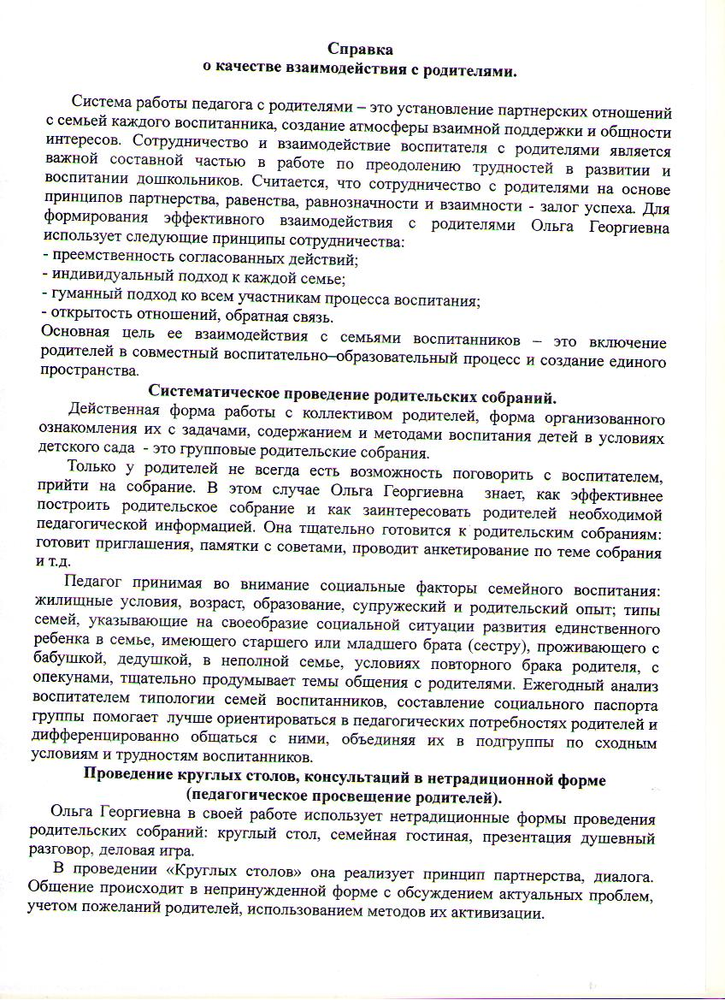 Справка
о качестве взаимодействия с родителями.
Система работы педагога с родителями – это установление партнерских отношений
с семьей каждого воспитанника, создание атмосферы взаимной поддержки и общности
интересов. Сотрудничество и взаимодействие воспитателя с родителями является
важной составной частью в работе по преодолению трудностей в развитии и
воспитании дошкольников. Считается, что сотрудничество с родителями на основе
принципов партнерства, равенства, равнозначности и взаимности - залог успеха. Для
формирования эффективного взаимодействия с родителями Ольга Георгиевна
использует следующие принципы сотрудничества:
- преемственность согласованных действий;
- индивидуальный подход к каждой семье;
- гуманный подход ко всем участникам процесса воспитания;
- открытость отношений, обратная связь.
Основная цель ее взаимодействия с семьями воспитанников – это включение
родителей в совместный воспитательно–образовательный процесс и создание единого
пространства.
Систематическое проведение родительских собраний.
Действенная форма работы с коллективом родителей, форма организованного
ознакомления их с задачами, содержанием и методами воспитания детей в условиях
детского сада - это групповые родительские собрания.
Только у родителей не всегда есть возможность поговорить с воспитателем,
прийти на собрание. В этом случае Ольга Георгиевна знает, как эффективнее
построить родительское собрание и как заинтересовать родителей необходимой
педагогической информацией. Она тщательно готовится к родительским собраниям:
готовит приглашения, памятки с советами, проводит анкетирование по теме собрания
и т.д.
Педагог принимая во внимание социальные факторы семейного воспитания:
жилищные условия, возраст, образование, супружеский и родительский опыт; типы
семей, указывающие на своеобразие социальной ситуации развития единственного
ребенка в семье, имеющего старшего или младшего брата (сестру), проживающего с
бабушкой, дедушкой, в неполной семье, условиях повторного брака родителя, с
опекунами, тщательно продумывает темы общения с родителями. Ежегодный анализ
воспитателем типологии семей воспитанников, составление социального паспорта
группы помогает лучше ориентироваться в педагогических потребностях родителей и
дифференцированно общаться с ними, объединяя их в подгруппы по сходным
условиям и трудностям воспитанников.
Проведение круглых столов, консультаций в нетрадиционной форме
(педагогическое просвещение родителей).
Ольга Георгиевна в своей работе использует нетрадиционные формы проведения
родительских собраний: круглый стол, семейная гостиная, презентация душевный
разговор, деловая игра.
В проведении «Круглых столов» она реализует принцип партнерства, диалога.
Общение происходит в непринужденной форме с обсуждением актуальных проблем,
учетом пожеланий родителей, использованием методов их активизации.